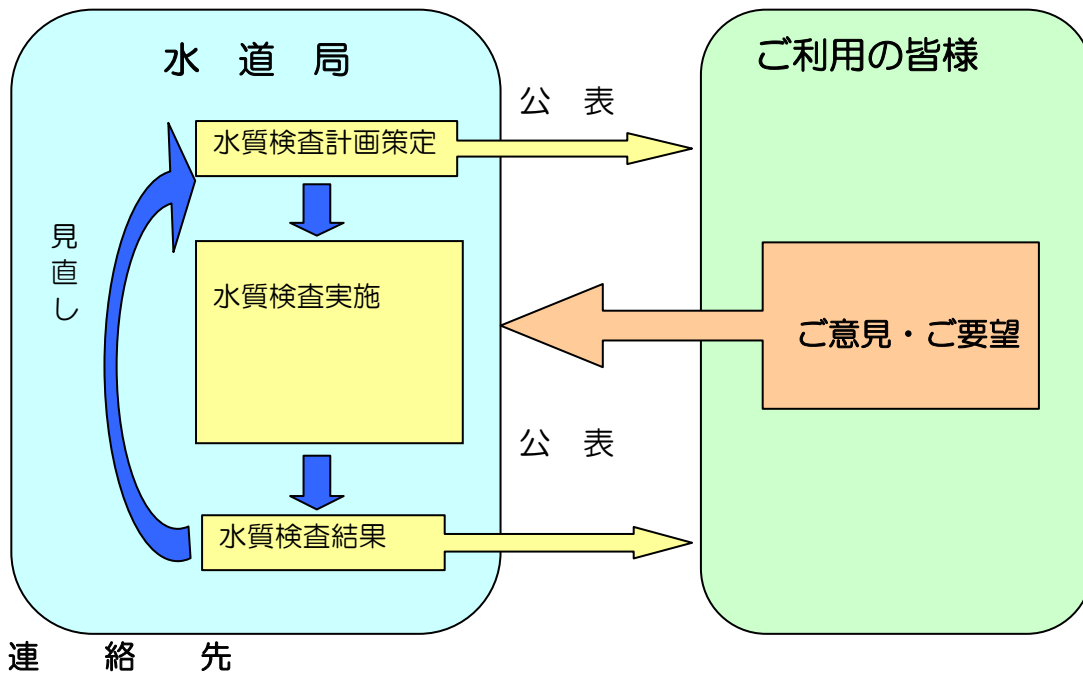 水　道　局
ご利用の皆様
公　表
水質検査計画策定
見直し
水質検査実施
ご意見・ご要望
公　表
水質検査結果
連　絡　先